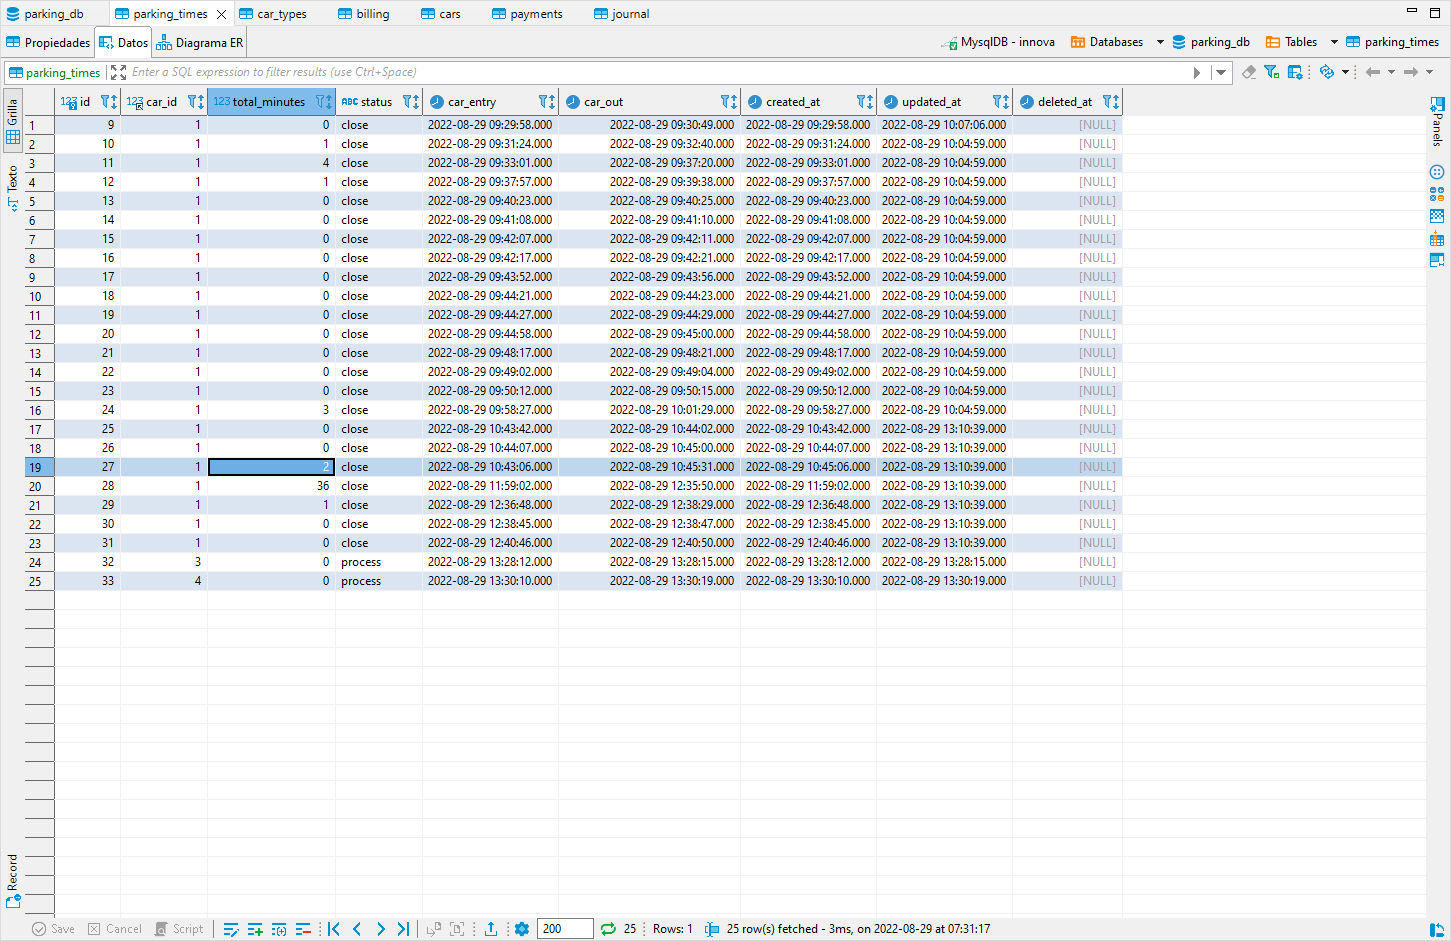 parking_db parking_times car_types billing cars payments journal
Propiedades Datos Diagrama ER MysqlDB - innova Databases parking_db Tables parking_times
parking_times Enter a SQL expression to filter results (use Ctrl+Space)
123 id 123 car_id 123 total_minutes ABC status car_entry car_out created_at updated_at deleted_at
1 9 1 0 close 2022-08-29 09:29:58.000 2022-08-29 09:30:49.000 2022-08-29 09:29:58.000 2022-08-29 10:07:06.000 [NULL]
2 10 1 1 close 2022-08-29 09:31:24.000 2022-08-29 09:32:40.000 2022-08-29 09:31:24.000 2022-08-29 10:04:59.000 [NULL]
3 11 1 4 close 2022-08-29 09:33:01.000 2022-08-29 09:37:20.000 2022-08-29 09:33:01.000 2022-08-29 10:04:59.000 [NULL]
4 12 1 1 close 2022-08-29 09:37:57.000 2022-08-29 09:39:38.000 2022-08-29 09:37:57.000 2022-08-29 10:04:59.000 [NULL]
5 13 1 0 close 2022-08-29 09:40:23.000 2022-08-29 09:40:25.000 2022-08-29 09:40:23.000 2022-08-29 10:04:59.000 [NULL]
6 14 1 0 close 2022-08-29 09:41:08.000 2022-08-29 09:41:10.000 2022-08-29 09:41:08.000 2022-08-29 10:04:59.000 [NULL]
7 15 1 0 close 2022-08-29 09:42:07.000 2022-08-29 09:42:11.000 2022-08-29 09:42:07.000 2022-08-29 10:04:59.000 [NULL]
8 16 1 0 close 2022-08-29 09:42:17.000 2022-08-29 09:42:21.000 2022-08-29 09:42:17.000 2022-08-29 10:04:59.000 [NULL]
9 17 1 0 close 2022-08-29 09:43:52.000 2022-08-29 09:43:56.000 2022-08-29 09:43:52.000 2022-08-29 10:04:59.000 [NULL]
10 18 1 0 close 2022-08-29 09:44:21.000 2022-08-29 09:44:23.000 2022-08-29 09:44:21.000 2022-08-29 10:04:59.000 [NULL]
11 19 1 0 close 2022-08-29 09:44:27.000 2022-08-29 09:44:29.000 2022-08-29 09:44:27.000 2022-08-29 10:04:59.000 [NULL]
12 20 1 0 close 2022-08-29 09:44:58.000 2022-08-29 09:45:00.000 2022-08-29 09:44:58.000 2022-08-29 10:04:59.000 [NULL]
13 21 1 0 close 2022-08-29 09:48:17.000 2022-08-29 09:48:21.000 2022-08-29 09:48:17.000 2022-08-29 10:04:59.000 [NULL]
14 22 1 0 close 2022-08-29 09:49:02.000 2022-08-29 09:49:04.000 2022-08-29 09:49:02.000 2022-08-29 10:04:59.000 [NULL]
15 23 1 0 close 2022-08-29 09:50:12.000 2022-08-29 09:50:15.000 2022-08-29 09:50:12.000 2022-08-29 10:04:59.000 [NULL]
16 24 1 3 close 2022-08-29 09:58:27.000 2022-08-29 10:01:29.000 2022-08-29 09:58:27.000 2022-08-29 10:04:59.000 [NULL]
17 25 1 0 close 2022-08-29 10:43:42.000 2022-08-29 10:44:02.000 2022-08-29 10:43:42.000 2022-08-29 13:10:39.000 [NULL]
18 26 1 0 close 2022-08-29 10:44:07.000 2022-08-29 10:45:00.000 2022-08-29 10:44:07.000 2022-08-29 13:10:39.000 [NULL]
19 27 1 2 close 2022-08-29 10:43:06.000 2022-08-29 10:45:31.000 2022-08-29 10:45:06.000 2022-08-29 13:10:39.000 [NULL]
20 28 1 36 close 2022-08-29 11:59:02.000 2022-08-29 12:35:50.000 2022-08-29 11:59:02.000 2022-08-29 13:10:39.000 [NULL]
21 29 1 1 close 2022-08-29 12:36:48.000 2022-08-29 12:38:29.000 2022-08-29 12:36:48.000 2022-08-29 13:10:39.000 [NULL]
22 30 1 0 close 2022-08-29 12:38:45.000 2022-08-29 12:38:47.000 2022-08-29 12:38:45.000 2022-08-29 13:10:39.000 [NULL]
23 31 1 0 close 2022-08-29 12:40:46.000 2022-08-29 12:40:50.000 2022-08-29 12:40:46.000 2022-08-29 13:10:39.000 [NULL]
24 32 3 0 process 2022-08-29 13:28:12.000 2022-08-29 13:28:15.000 2022-08-29 13:28:12.000 2022-08-29 13:28:15.000 [NULL]
25 33 4 0 process 2022-08-29 13:30:10.000 2022-08-29 13:30:19.000 2022-08-29 13:30:10.000 2022-08-29 13:30:19.000 [NULL]
Grilla
Texto
Record
Panels
Save Cancel Script 200 25 Rows: 1 25 row(s) fetched - 3ms, on 2022-08-29 at 07:31:17